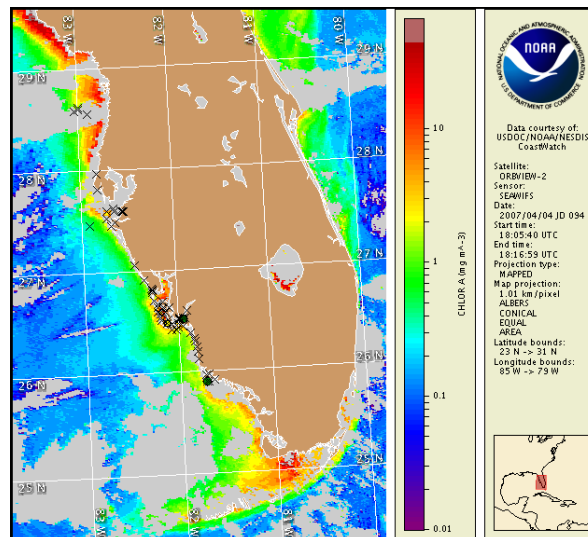 83 W
82 W
81 W
80 W
29 N
29 N
28 N
28 N
27 N
27 N
26 N
26 N
25 N
25 N
83 W
82 W
81 W
10
1
0.1
0.01
CHLOR A (mg m^-3)
NATIONAL OCEANIC AND ATMOSPHERIC ADMINISTRATION
NOAA
U.S. DEPARTMENT OF COMMERCE
Data courtesy of:
USDOC/NOAA/NESDIS
CoastWatch
Satellite:
ORBVIEW-2
Sensor:
SEAWIFS
Date:
2007/04/04 JD 094
Start time:
18:05:40 UTC
End time:
18:16:59 UTC
Projection type:
MAPPED
Map projection:
1.01 km/pixel
ALBERS
CONICAL
EQUAL
AREA
Latitude bounds:
23 N -> 31 N
Longitude bounds:
85 W -> 79 W